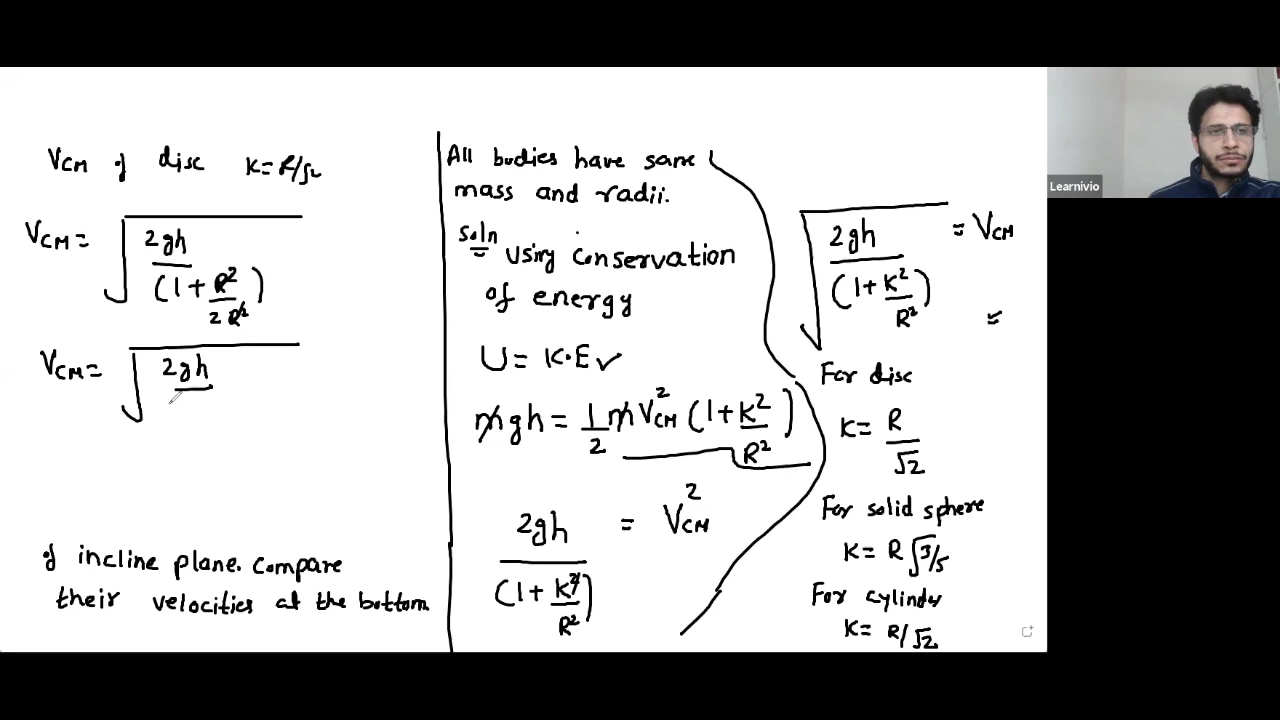 VCM of disc K=R/√2
VCM = √(2gh/(1+R²/2R²))
VCM = √(2gh
of incline plane. Compare
their velocities at the bottom
All bodies have same
mass and radii.
soln using conservation
of energy
U = K.E ✓
mgh = 1/2 mVCM² (1+K²/R²)
2gh/(1+K²/R²) = VCM²
√(2gh/(1+K²/R²)) = VCM
=
For disc
K = R/√2
For solid sphere
K = R√3/5
For cylinder
K = R/√2
Learnivio